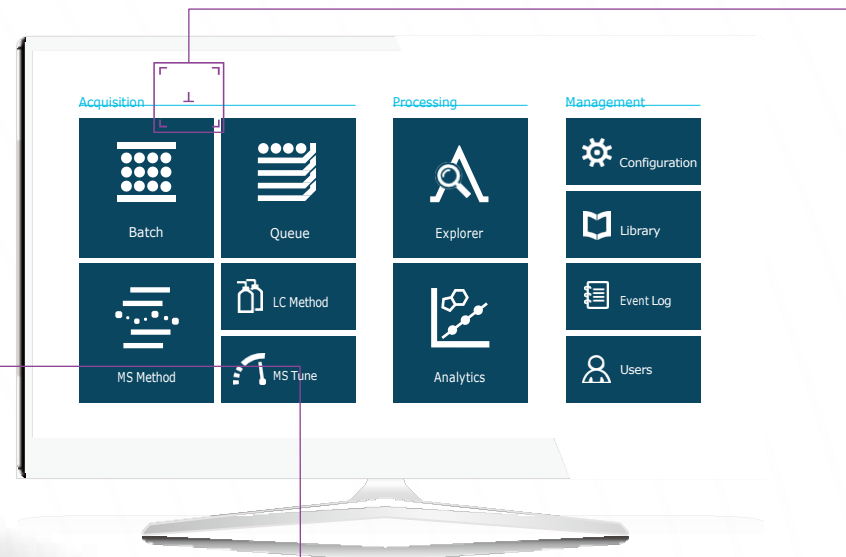 Acquisition
Processing
Management
Batch
Queue
Explorer
Configuration
Library
MS Method
LC Method
MS Tune
Analytics
Event Log
Users